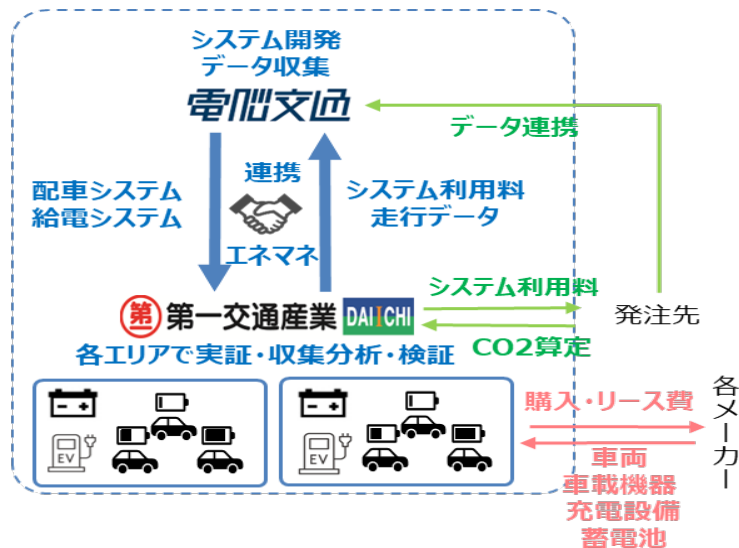 システム開発
データ収集
電脳交通
データ連携
配車システム
給電システム
連携
エネマネ
システム利用料
走行データ
第 第一交通産業 DAIICHI
システム利用料
CO2算定
発注先
各エリアで実証・収集分析・検証
EV
EV
購入・リース費
車両
車載機器
充電設備
蓄電池
各メーカー